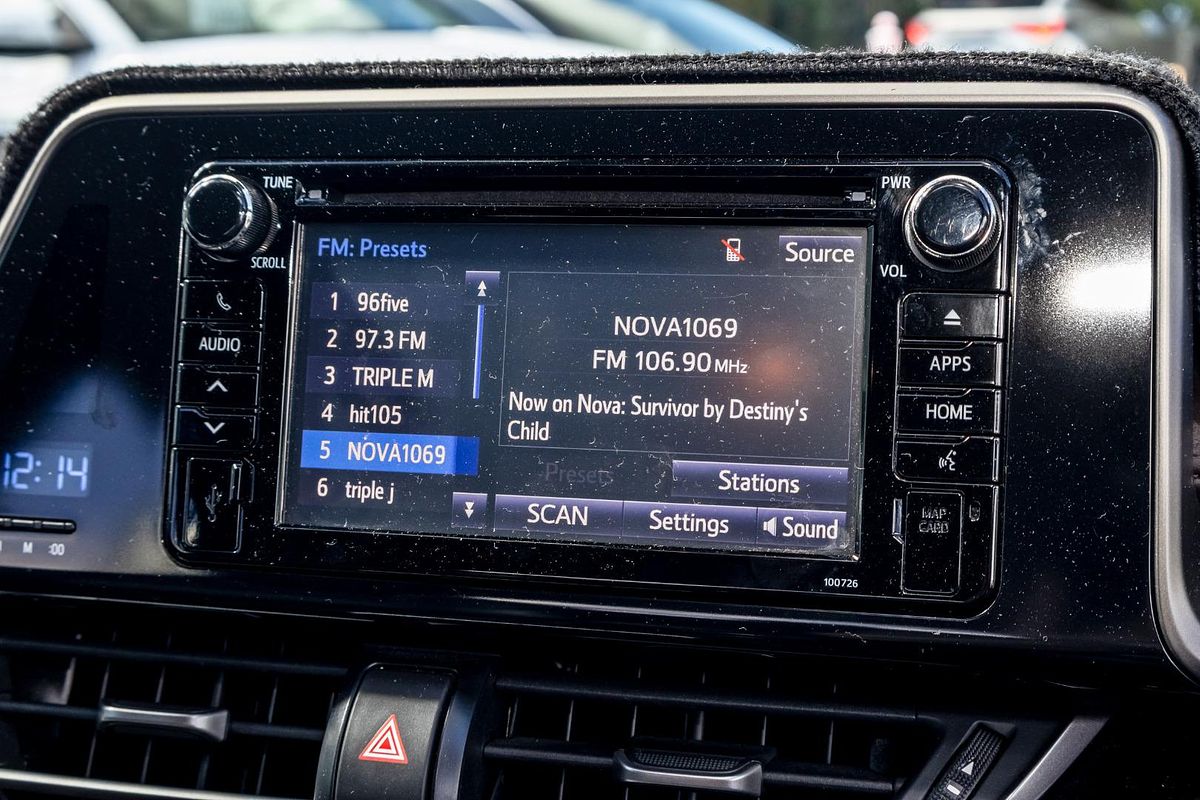 TUNE
SCROLL
AUDIO
12:14
M :00
FM: Presets
Source
1 96five
2 97.3 FM
3 TRIPLE M
4 hit105
5 NOVA1069
6 triple j
NOVA1069
FM 106.90 MHz
Now on Nova: Survivor by Destiny's
Child
Presets
Stations
SCAN
Settings
Sound
PWR
VOL
APPS
HOME
MAP
CARD
100726